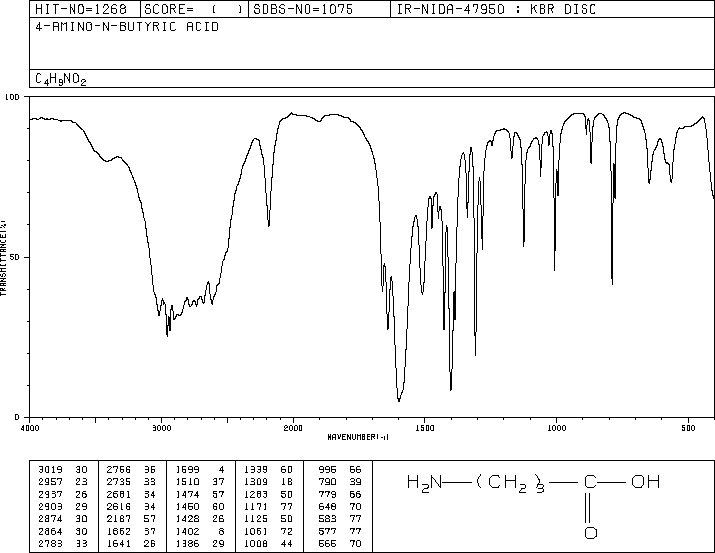 HIT-NO=1268 SCORE= ( ) SDBS-NO=1075 IR-NIDA-47950 : KBR DISC
4-AMINO-N-BUTYRIC ACID
C4H9NO2
100
50
0
TRANSMITTANCE(%)
4000 3000 2000 1500 1000 500
WAVENUMBER(-1)
3019 30 2756 36 1599 4 1339 60 996 66
2957 23 2735 33 1510 37 1309 18 790 39
2937 26 2681 34 1474 57 1283 50 779 66
2903 29 2616 34 1450 60 1171 77 648 70
2874 30 2187 57 1428 26 1125 50 583 77
2864 30 1662 37 1402 8 1061 72 577 77
2783 33 1641 26 1386 29 1008 44 566 70
H2N (CH2)3 C OH
O